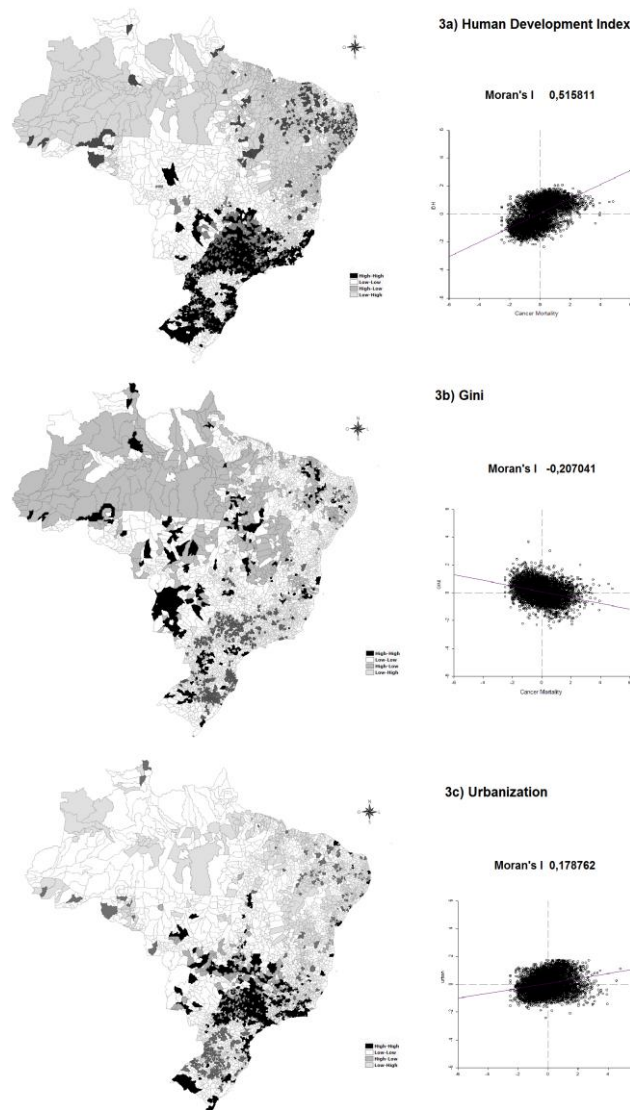 3a) Human Development Index
Moran's I 0,515811
High-High
Low-Low
High-Low
Low-High
Cancer Mortality
3b) Gini
Moran's I -0,207041
High-High
Low-Low
High-Low
Low-High
Cancer Mortality
3c) Urbanization
Moran's I 0,178762
High-High
Low-Low
High-Low
Low-High
Cancer Mortality